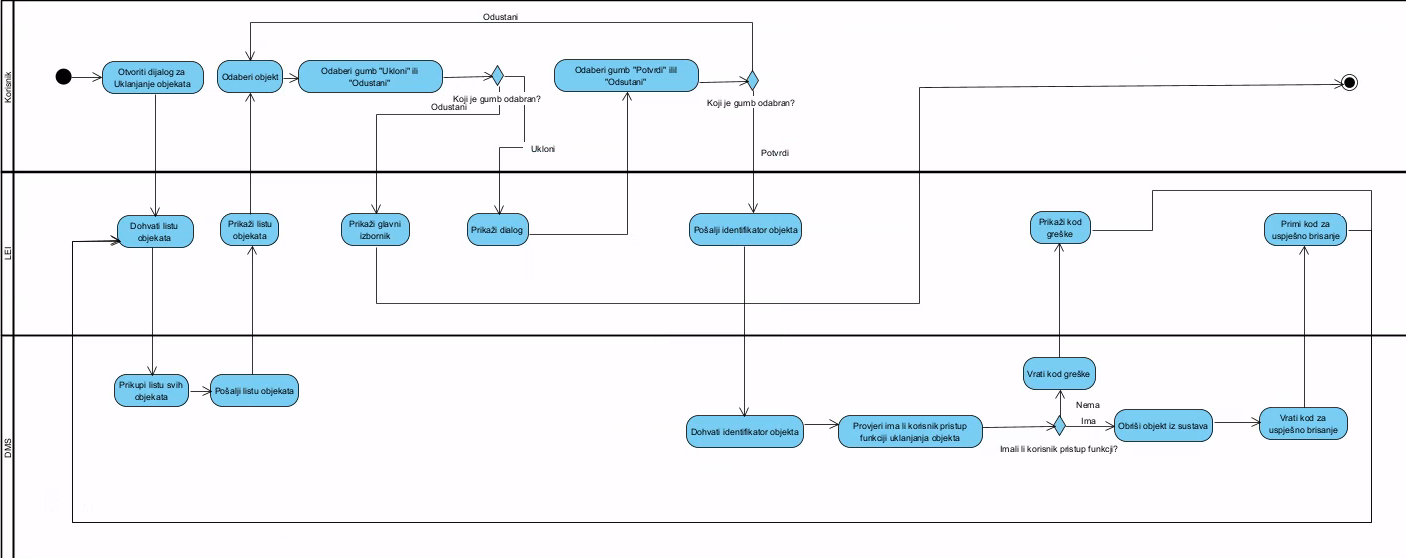 Korisnik
Odustani
Otvoriti dijalog za
Uklanjanje objekata
Odaberi objekt
Odaberi gumb "Ukloni" ili
"Odustani"
Koji je gumb odabran?
Odustani
Ukloni
Odaberi gumb "Potvrdi" ilil
"Odsutani"
Koji je gumb odabran?
Potvrdi
LEI
Dohvati listu
objekata
Prikaži listu
objekata
Prikaži glavni
izbornik
Prikaži dialog
Pošalji identifikator objekta
Prikaži kod
greške
Primi kod za
uspješno brisanje
DMS
Prikupi listu svih
objekata
Pošalji listu objekata
Dohvati identifikator objekta
Provjeri ima li korisnik pristup
funkciji uklanjanja objekta
Vrati kod greške
Nema
Ima
Imali li korisnik pristup funkcji?
Obriši objekt iz sustava
Vrati kod za
uspješno brisanje